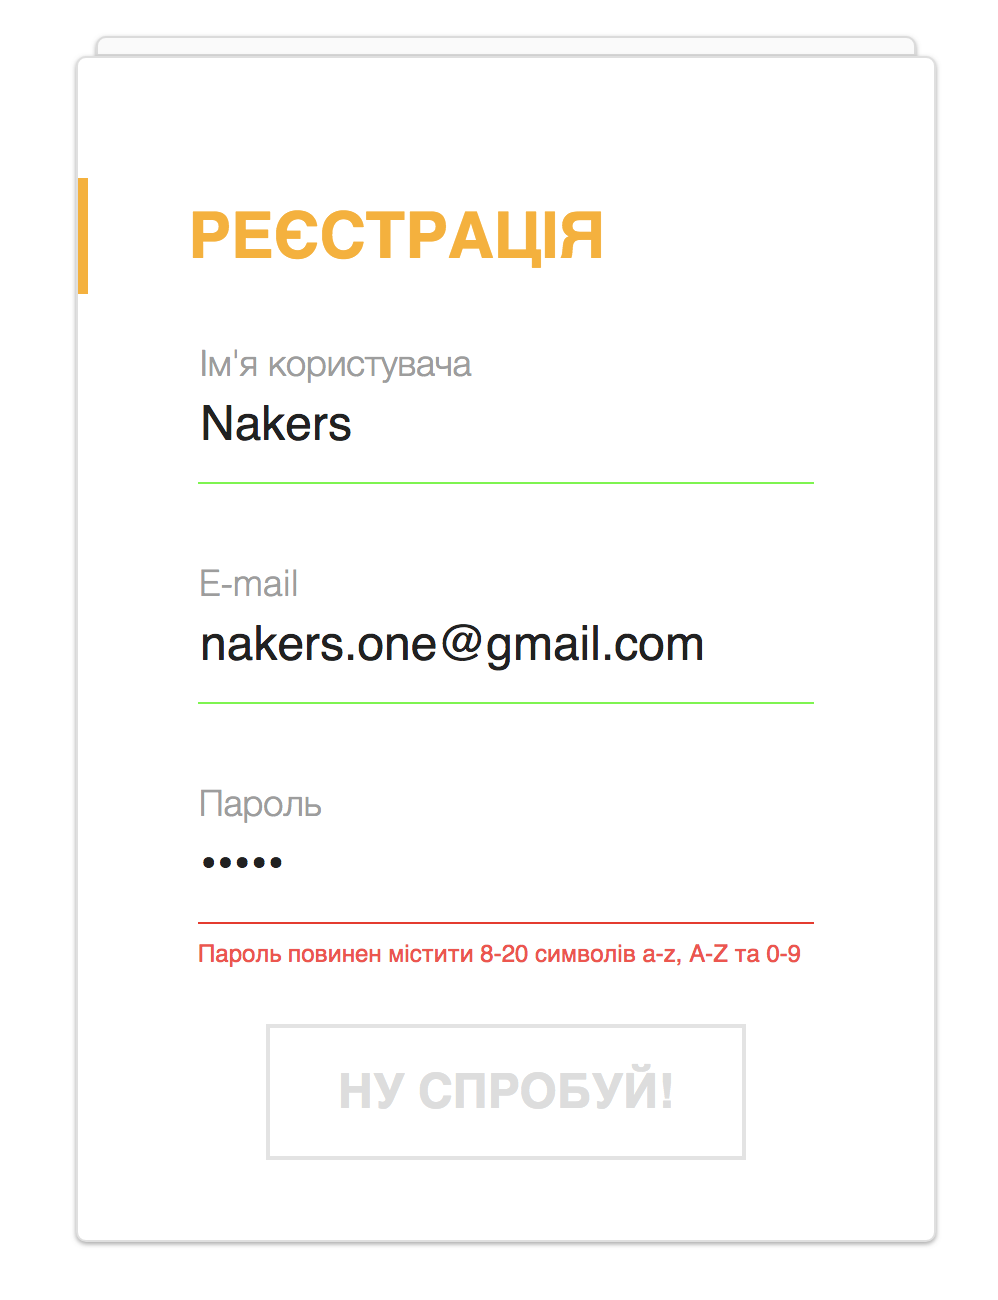 РЕЄСТРАЦІЯ
Ім'я користувача
Nakers
E-mail
nakers.one@gmail.com
Пароль
•••••
Пароль повинен містити 8-20 символів a-z, A-Z та 0-9
НУ СПРОБУЙ!